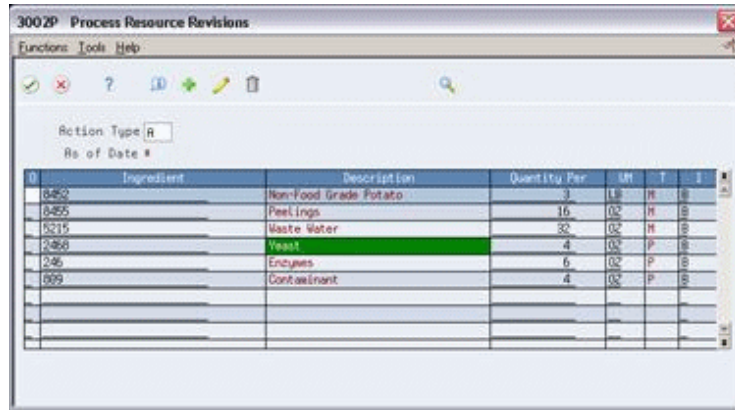 3002P Process Resource Revisions
Functions Tools Help
Action Type A
As of Date *
O Ingredient Description Quantity Per UM T I
8452 Non-Food Grade Potato 3 LB M B
8455 Peelings 16 OZ M B
5215 Waste Water 32 OZ M B
2468 Yeast 4 OZ P B
246 Enzymes 6 OZ P B
809 Contaminant 4 OZ P B